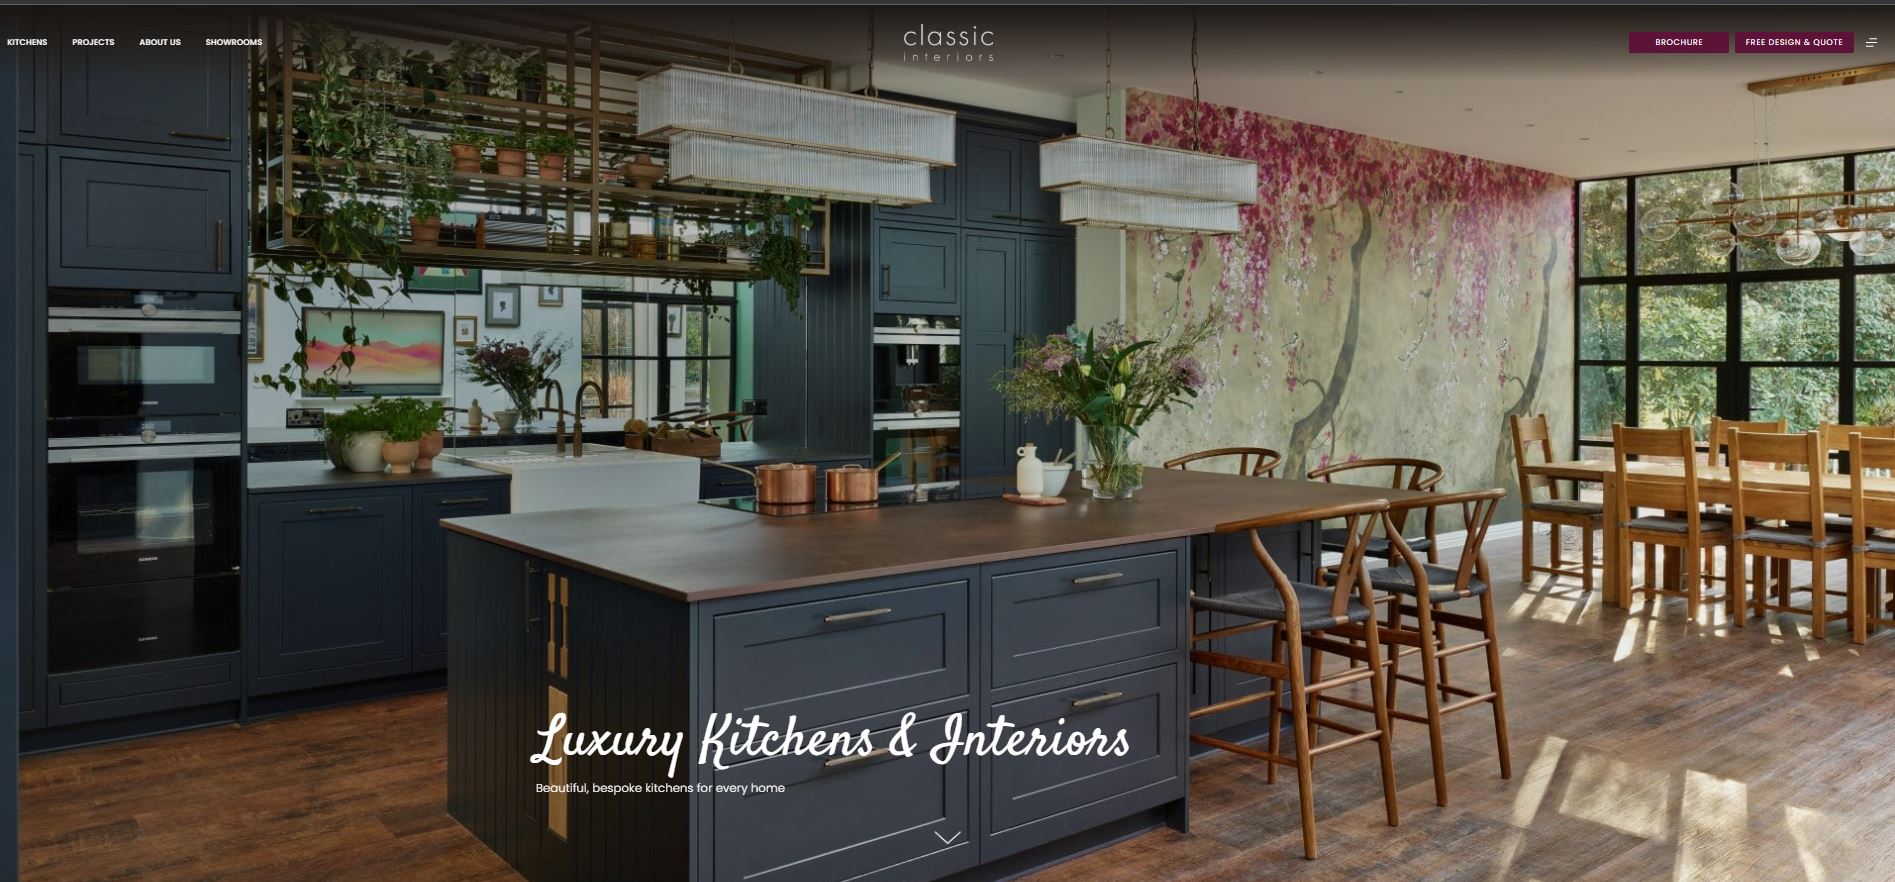 KITCHENS
PROJECTS
ABOUT US
SHOWROOMS
classic
interiors
BROCHURE
FREE DESIGN & QUOTE
Luxury Kitchens & Interiors
Beautiful, bespoke kitchens for every home